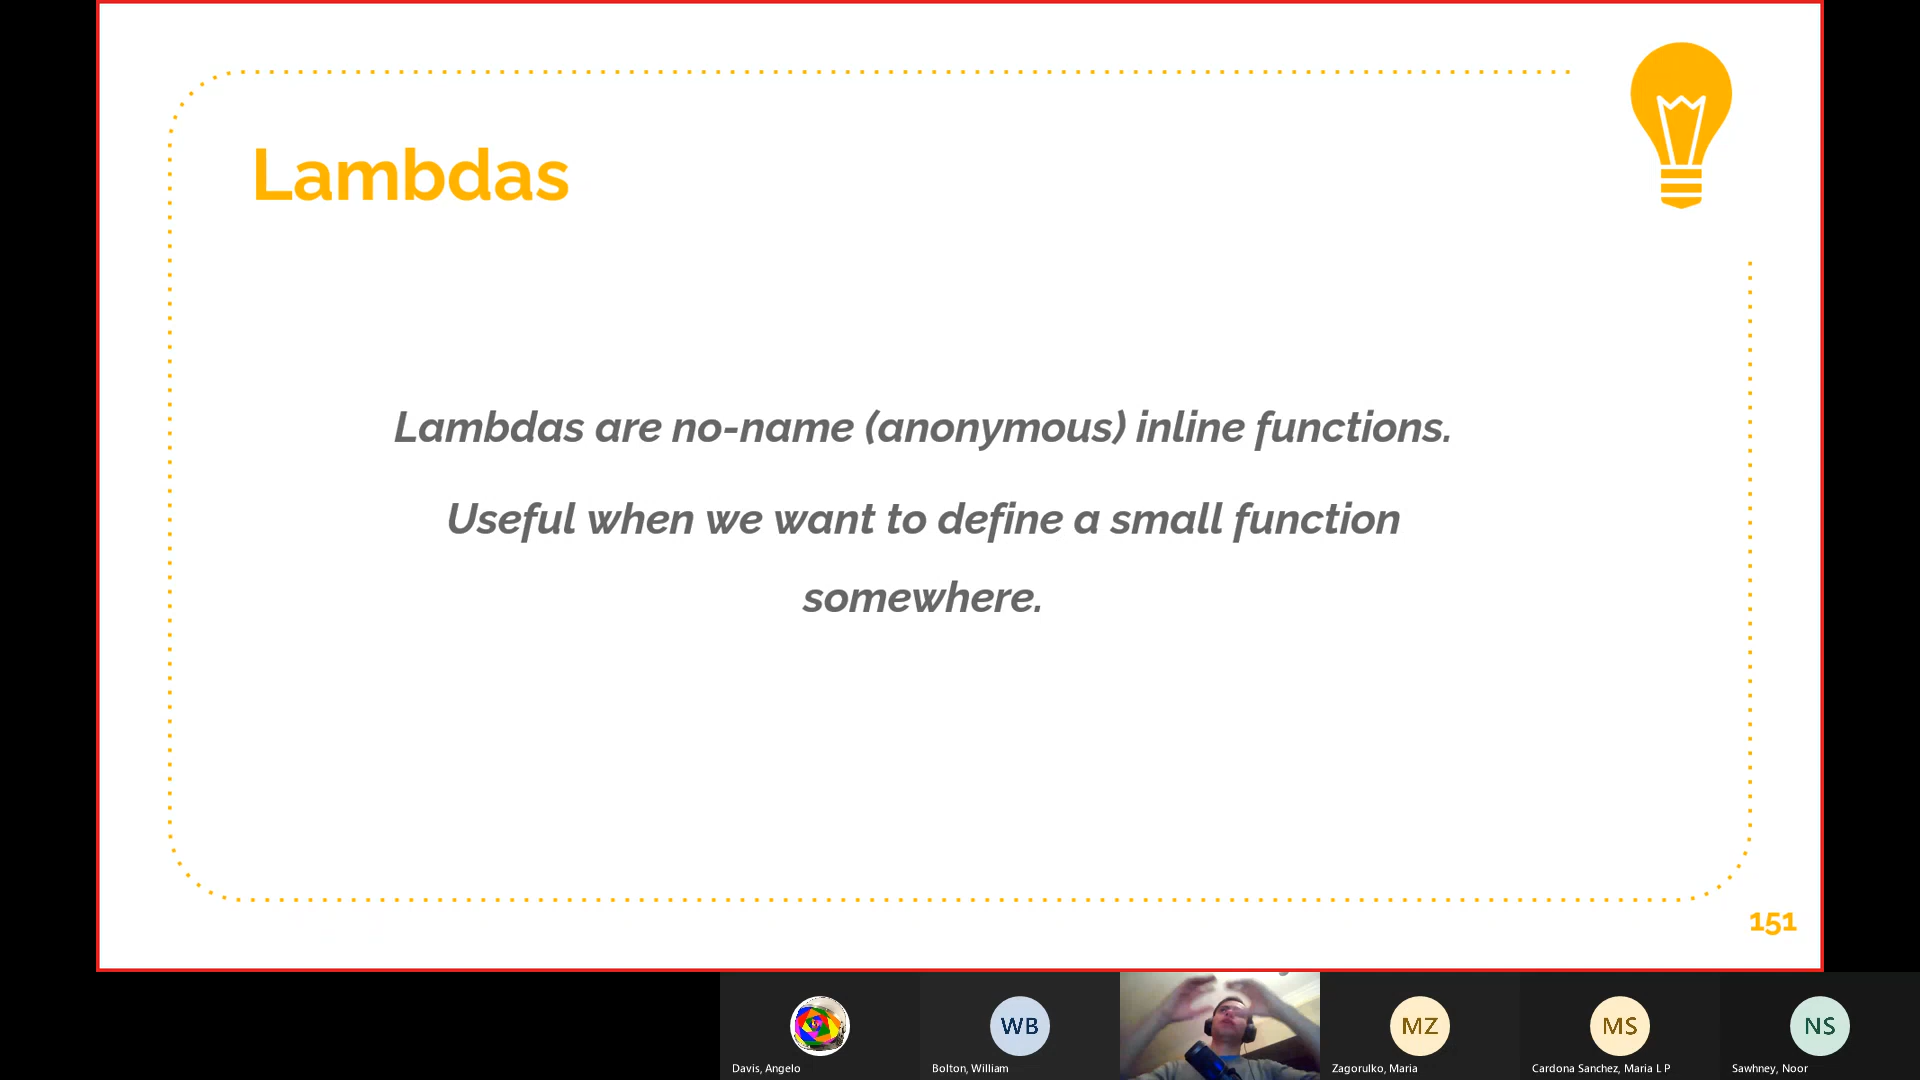 Lambdas
Lambdas are no-name (anonymous) inline functions.
Useful when we want to define a small function
somewhere.
151
WB
MZ
MS
NS
Davis, Angelo
Bolton, William
Zagorulko, Maria
Cardona Sanchez, Maria L P
Sawhney, Noor